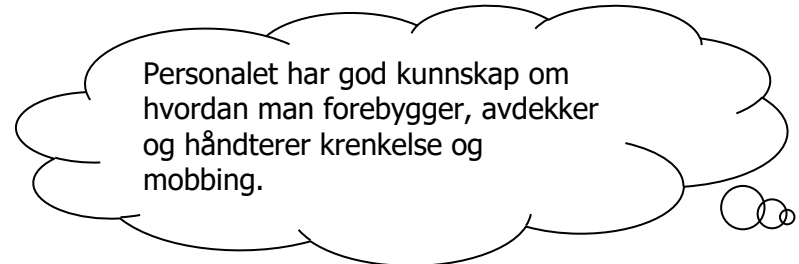 Personalet har god kunnskap om
hvordan man forebygger, avdekker
og håndterer krenkelse og
mobbing.